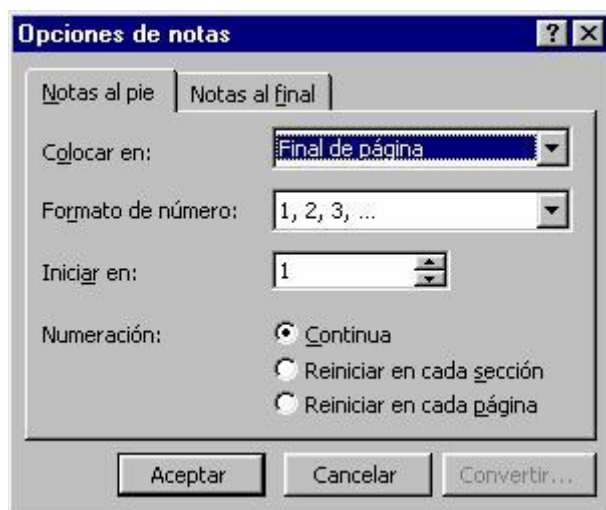 Opciones de notas
Notas al pie Notas al final
Colocar en: Final de página
Formato de número: 1, 2, 3, ...
Iniciar en: 1
Numeración: Continua
Reiniciar en cada sección
Reiniciar en cada página
Aceptar Cancelar Convertir...